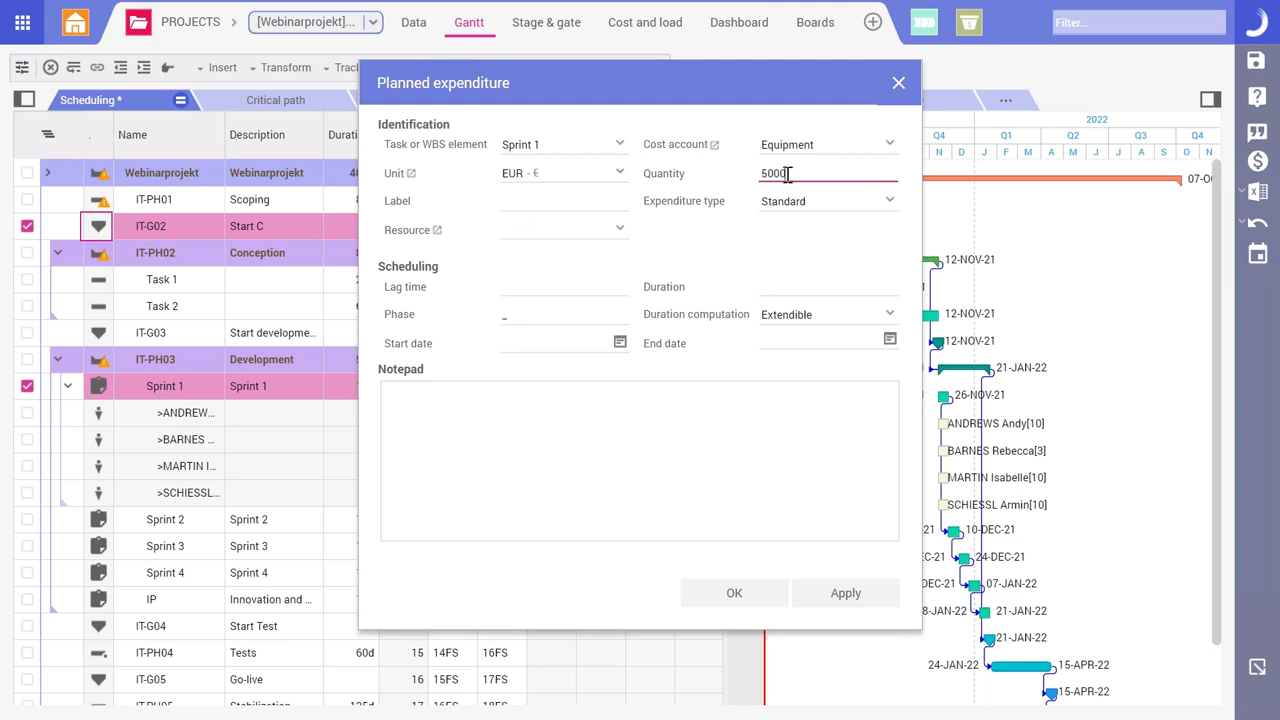 PROJECTS
[Webinarprojekt]...
Data
Gantt
Stage & gate
Cost and load
Dashboard
Boards
Filter...
Insert
Transform
Scheduling *
Critical path
...
Name
Description
2022
Q4 Q1 Q2 Q3 Q4
N D J F M A M J J A S O N
Webinarprojekt Webinarprojekt
IT-PH01 Scoping
IT-G02 Start C
IT-PH02 Conception
Task 1
Task 2
IT-G03 Start developme...
IT-PH03 Development
Sprint 1 Sprint 1
>ANDREW...
>BARNES ...
>MARTIN I...
>SCHIESSL...
Sprint 2 Sprint 2
Sprint 3 Sprint 3
Sprint 4 Sprint 4
IP Innovation and ...
IT-G04 Start Test
IT-PH04 Tests 60d 15 14FS 16FS
IT-G05 Go-live 16 15FS 17FS
Planned expenditure
Identification
Task or WBS element Sprint 1 Cost account Equipment
Unit EUR - € Quantity 5000
Label Expenditure type Standard
Resource
Scheduling
Lag time Duration
Phase _ Duration computation Extendible
Start date End date
Notepad
OK Apply
12-NOV-21
12-NOV-21
12-NOV-21
21-JAN-22
26-NOV-21
ANDREWS Andy[10]
BARNES Rebecca[3]
MARTIN Isabelle[10]
SCHIESSL Armin[10]
10-DEC-21
24-DEC-21
07-JAN-22
21-JAN-22
21-JAN-22
24-JAN-22 15-APR-22
15-APR-22